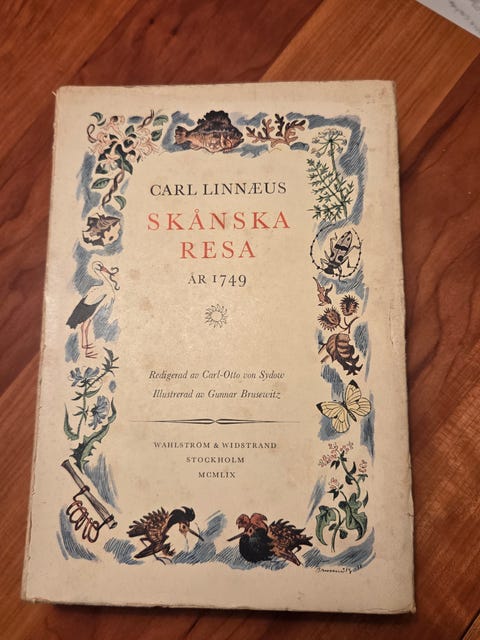 CARL LINNÆUS
SKÅNSKA
RESA
ÅR 1749
Redigerad av Carl-Otto von Sydow
Illustrerad av Gunnar Brusewitz
WAHLSTRÖM & WIDSTRAND
STOCKHOLM
MCMLIX